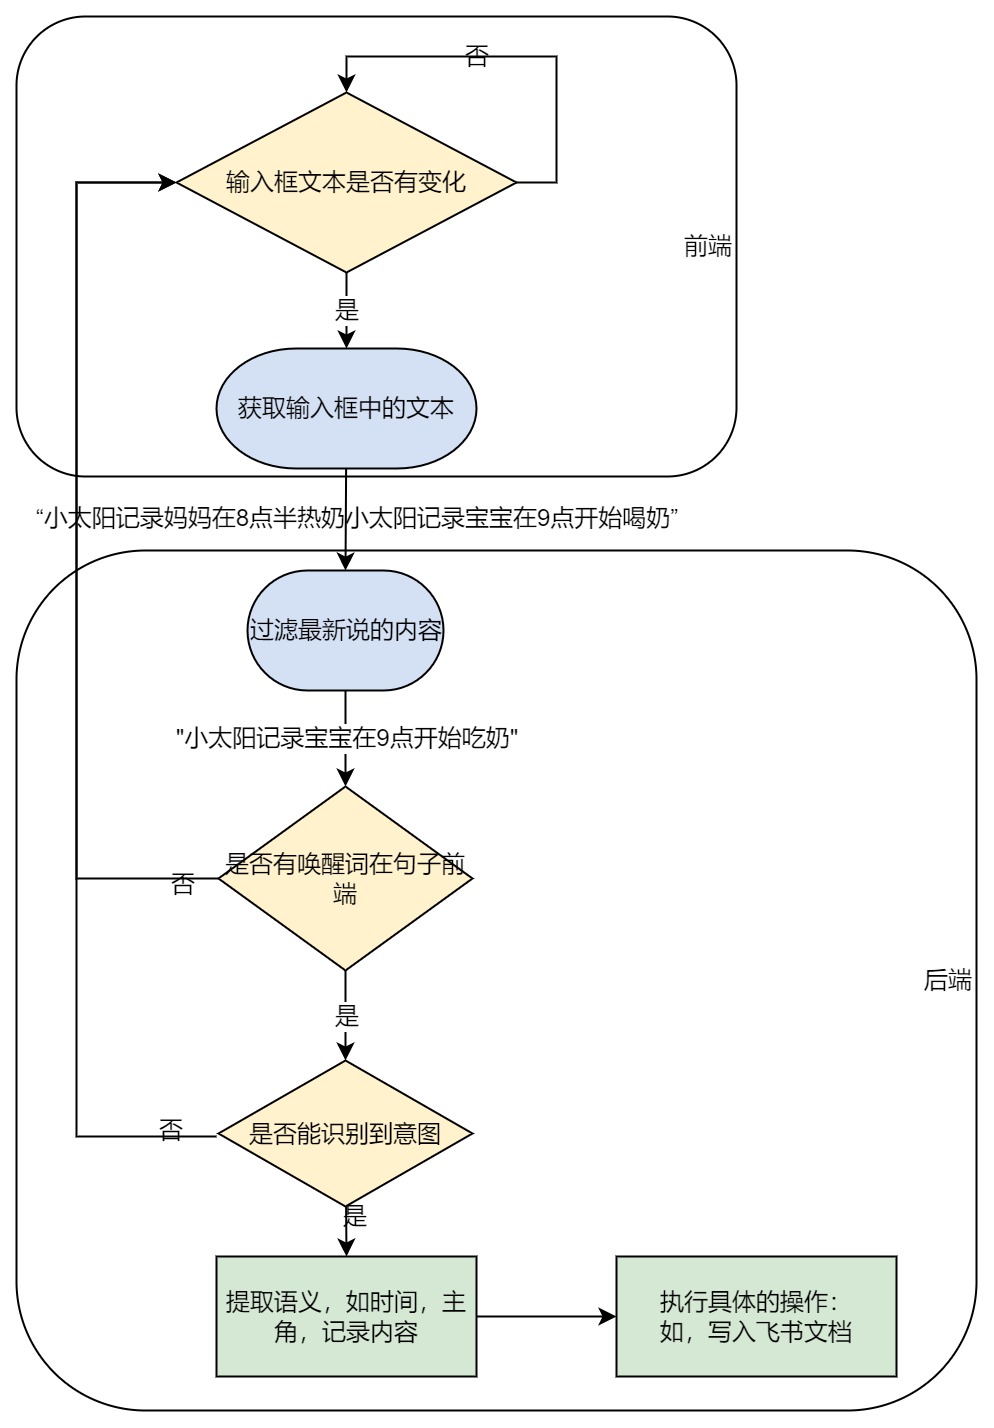 否
输入框文本是否有变化
前端
是
获取输入框中的文本
“小太阳记录妈妈在8点半热奶小太阳记录宝宝在9点开始喝奶”
过滤最新说的内容
"小太阳记录宝宝在9点开始吃奶"
是否有唤醒词在句子前
端
否
后端
是
否
是否能识别到意图
是
提取语义，如时间，主
角，记录内容
执行具体的操作：
如，写入飞书文档